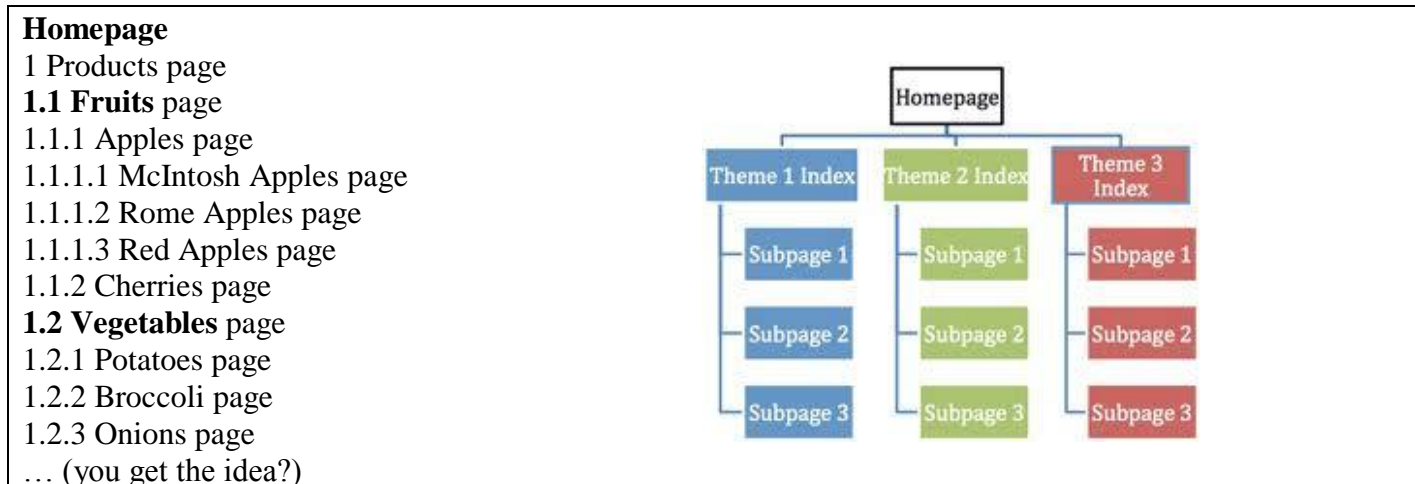 Homepage
1 Products page
1.1 Fruits page
1.1.1 Apples page
1.1.1.1 McIntosh Apples page
1.1.1.2 Rome Apples page
1.1.1.3 Red Apples page
1.1.2 Cherries page
1.2 Vegetables page
1.2.1 Potatoes page
1.2.2 Broccoli page
1.2.3 Onions page
… (you get the idea?)
Homepage
Theme 1 Index
Subpage 1
Subpage 2
Subpage 3
Theme 2 Index
Subpage 1
Subpage 2
Subpage 3
Theme 3
Index
Subpage 1
Subpage 2
Subpage 3